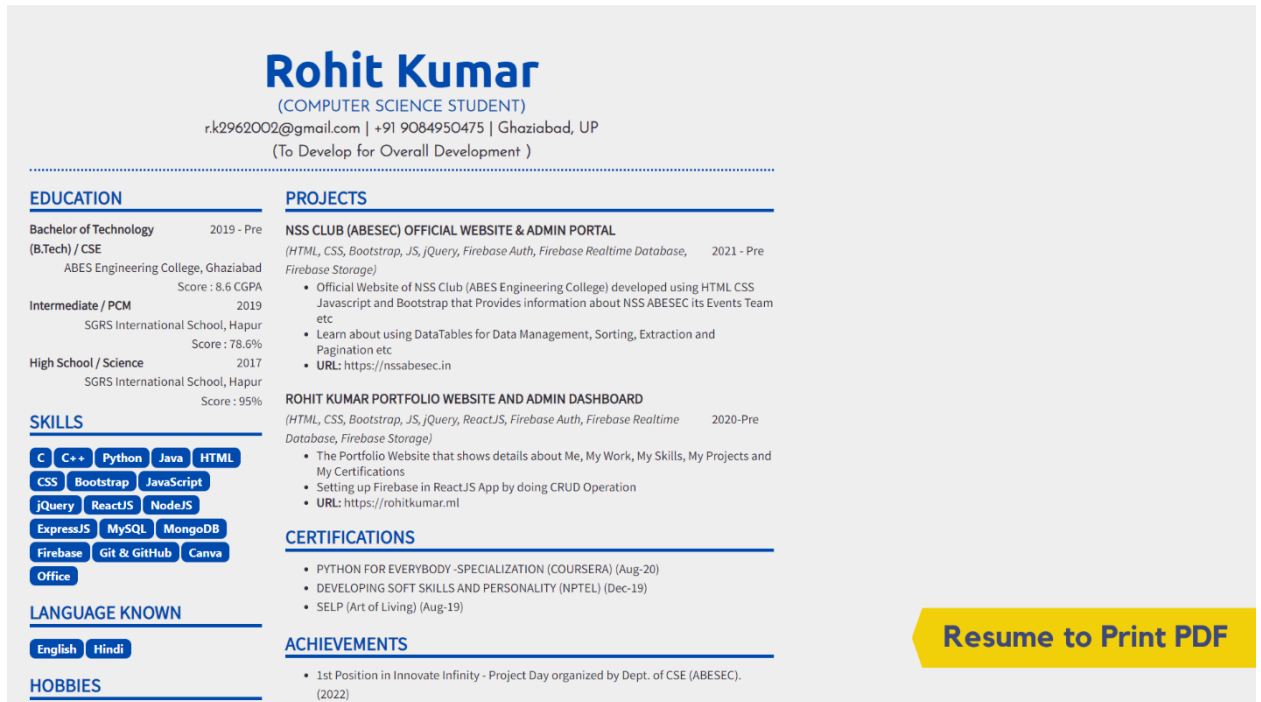 Rohit Kumar
(COMPUTER SCIENCE STUDENT)
r.k2962002@gmail.com | +91 9084950475 | Ghaziabad, UP
(To Develop for Overall Development )
EDUCATION
Bachelor of Technology 2019 - Pre
(B.Tech) / CSE
ABES Engineering College, Ghaziabad
Score : 8.6 CGPA
Intermediate / PCM 2019
SGRS International School, Hapur
Score : 78.6%
High School / Science 2017
SGRS International School, Hapur
Score : 95%
SKILLS
C C++ Python Java HTML
CSS Bootstrap JavaScript
jQuery ReactJS NodeJS
ExpressJS MySQL MongoDB
Firebase Git & GitHub Canva
Office
LANGUAGE KNOWN
English Hindi
HOBBIES
PROJECTS
NSS CLUB (ABESEC) OFFICIAL WEBSITE & ADMIN PORTAL
(HTML, CSS, Bootstrap, JS, jQuery, Firebase Auth, Firebase Realtime Database, 2021 - Pre
Firebase Storage)
• Official Website of NSS Club (ABES Engineering College) developed using HTML CSS
Javascript and Bootstrap that Provides information about NSS ABESEC its Events Team
etc
• Learn about using DataTables for Data Management, Sorting, Extraction and
Pagination etc
• URL: https://nssabesec.in
ROHIT KUMAR PORTFOLIO WEBSITE AND ADMIN DASHBOARD
(HTML, CSS, Bootstrap, JS, jQuery, ReactJS, Firebase Auth, Firebase Realtime 2020-Pre
Database, Firebase Storage)
• The Portfolio Website that shows details about Me, My Work, My Skills, My Projects and
My Certifications
• Setting up Firebase in ReactJS App by doing CRUD Operation
• URL: https://rohitkumar.ml
CERTIFICATIONS
• PYTHON FOR EVERYBODY -SPECIALIZATION (COURSERA) (Aug-20)
• DEVELOPING SOFT SKILLS AND PERSONALITY (NPTEL) (Dec-19)
• SELP (Art of Living) (Aug-19)
ACHIEVEMENTS
• 1st Position in Innovate Infinity - Project Day organized by Dept. of CSE (ABESEC).
(2022)
Resume to Print PDF